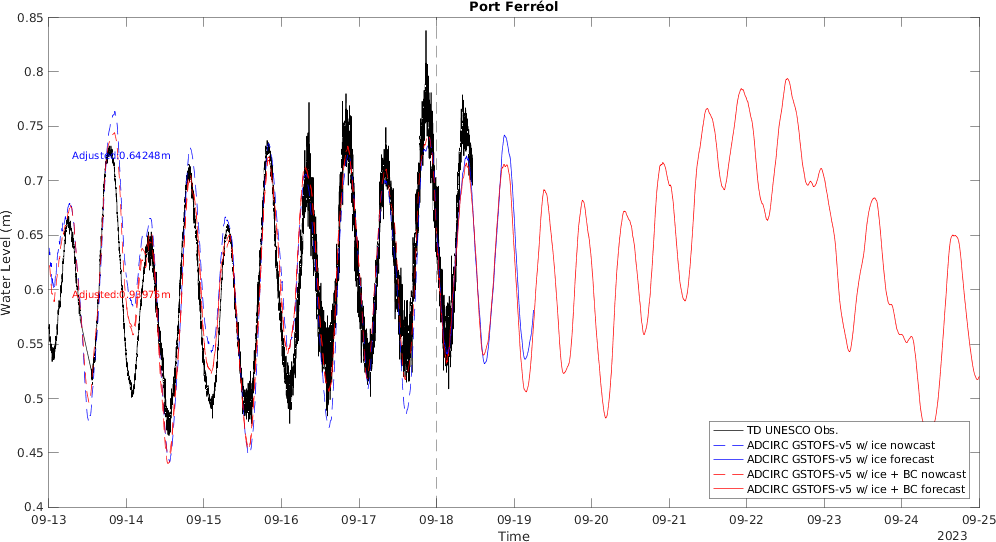 Port Ferréol
0.85
0.8
0.75
0.7
0.65
0.6
0.55
0.5
0.45
0.4
Water Level (m)
Adjusted:0.64248m
TD UNESCO Obs.
ADCIRC GSTOFS-v5 w/ ice nowcast
ADCIRC GSTOFS-v5 w/ ice forecast
ADCIRC GSTOFS-v5 w/ ice + BC nowcast
ADCIRC GSTOFS-v5 w/ ice + BC forecast
09-13 09-14 09-15 09-16 09-17 09-18 09-19 09-20 09-21 09-22 09-23 09-24 09-25
Time
2023